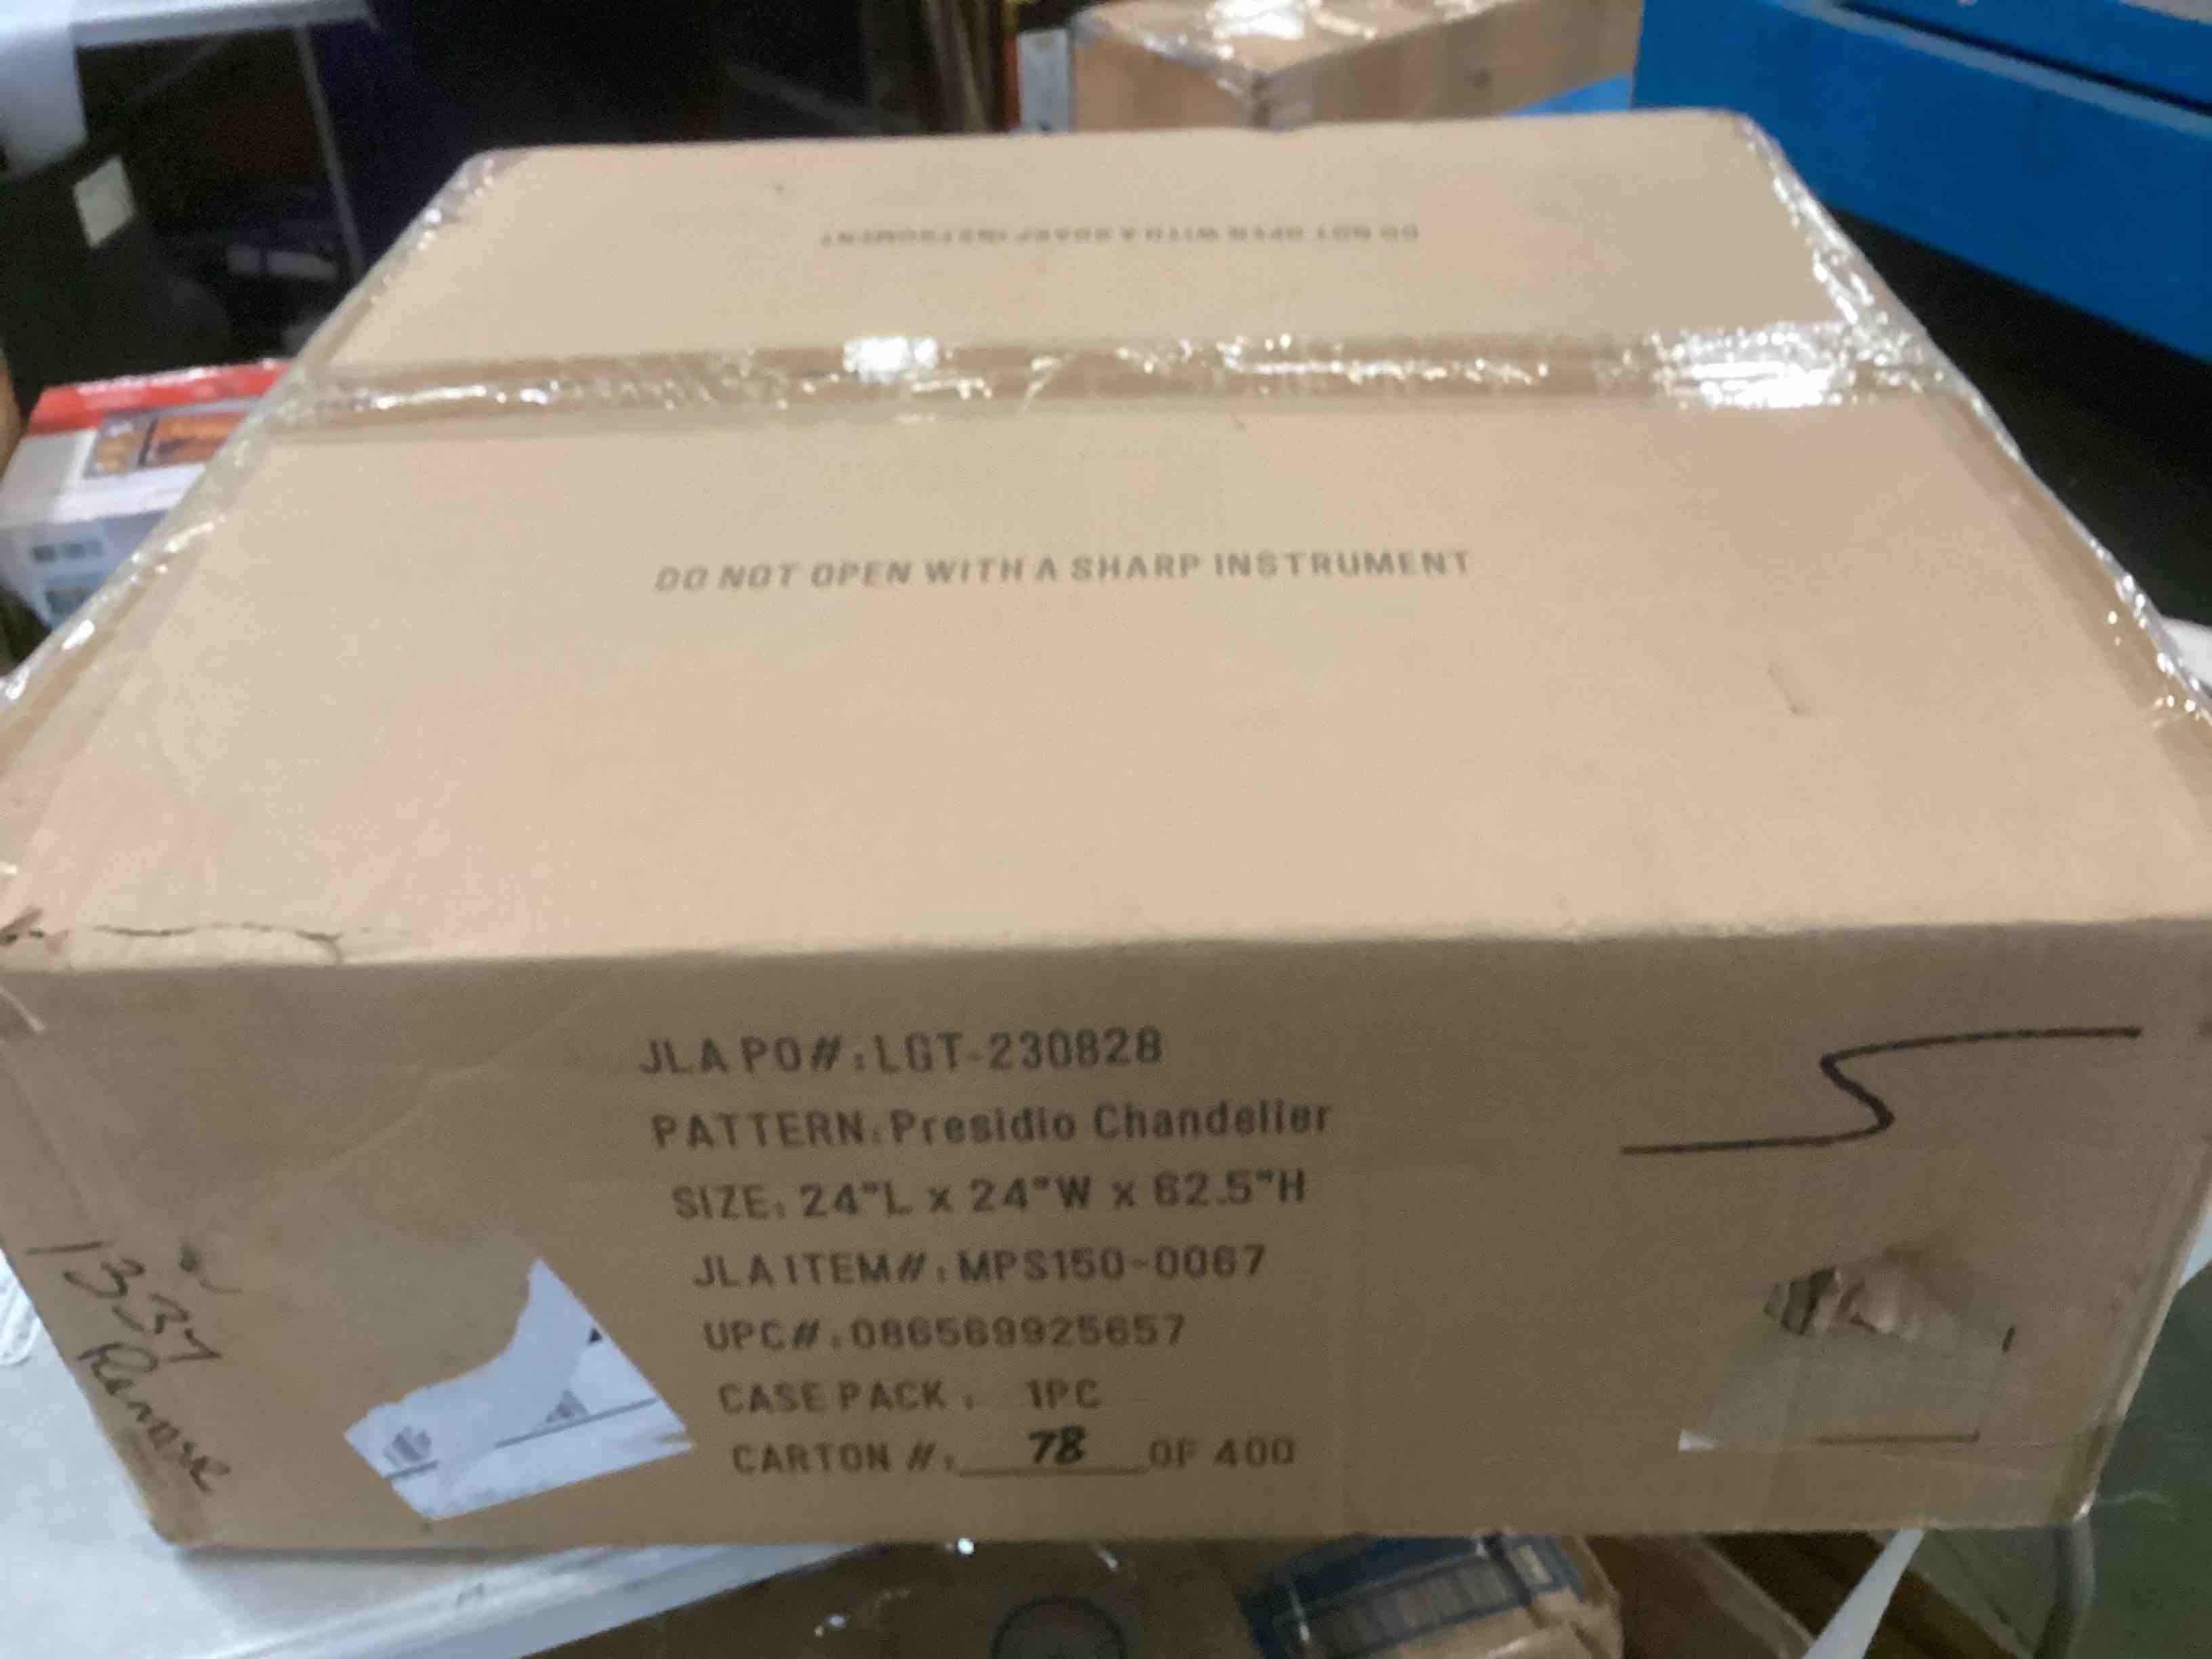 DO NOT OPEN WITH A SHARP INSTRUMENT
DO NOT OPEN WITH A SHARP INSTRUMENT
JLA PO#:LGT-230828
PATTERN:Presidio Chandelier
SIZE: 24"L x 24"W x 62.5"H
JLA ITEM#:MPS150-0067
UPC#:086569925657
CASE PACK: 1PC
CARTON #: 78 OF 400
5